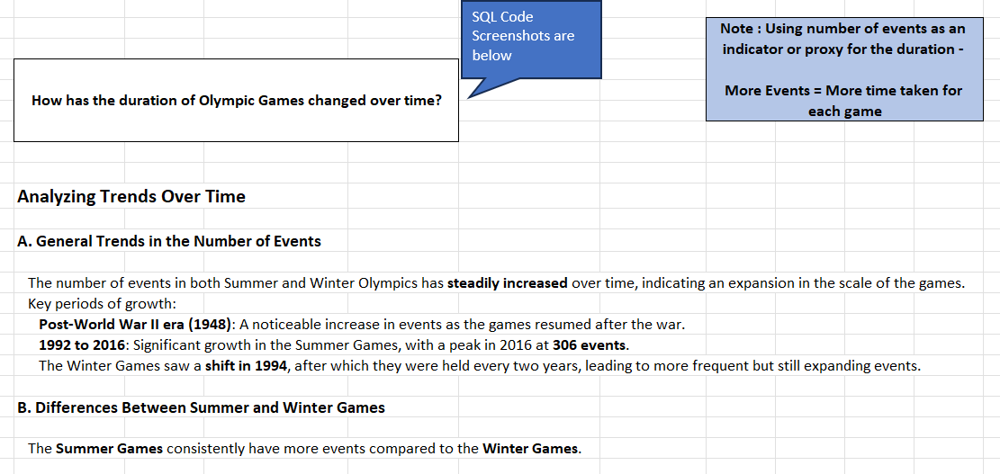 SQL Code
Screenshots are
below
Note : Using number of events as an
indicator or proxy for the duration -
More Events = More time taken for
each game
How has the duration of Olympic Games changed over time?
Analyzing Trends Over Time
A. General Trends in the Number of Events
The number of events in both Summer and Winter Olympics has steadily increased over time, indicating an expansion in the scale of the games.
Key periods of growth:
Post-World War II era (1948): A noticeable increase in events as the games resumed after the war.
1992 to 2016: Significant growth in the Summer Games, with a peak in 2016 at 306 events.
The Winter Games saw a shift in 1994, after which they were held every two years, leading to more frequent but still expanding events.
B. Differences Between Summer and Winter Games
The Summer Games consistently have more events compared to the Winter Games.